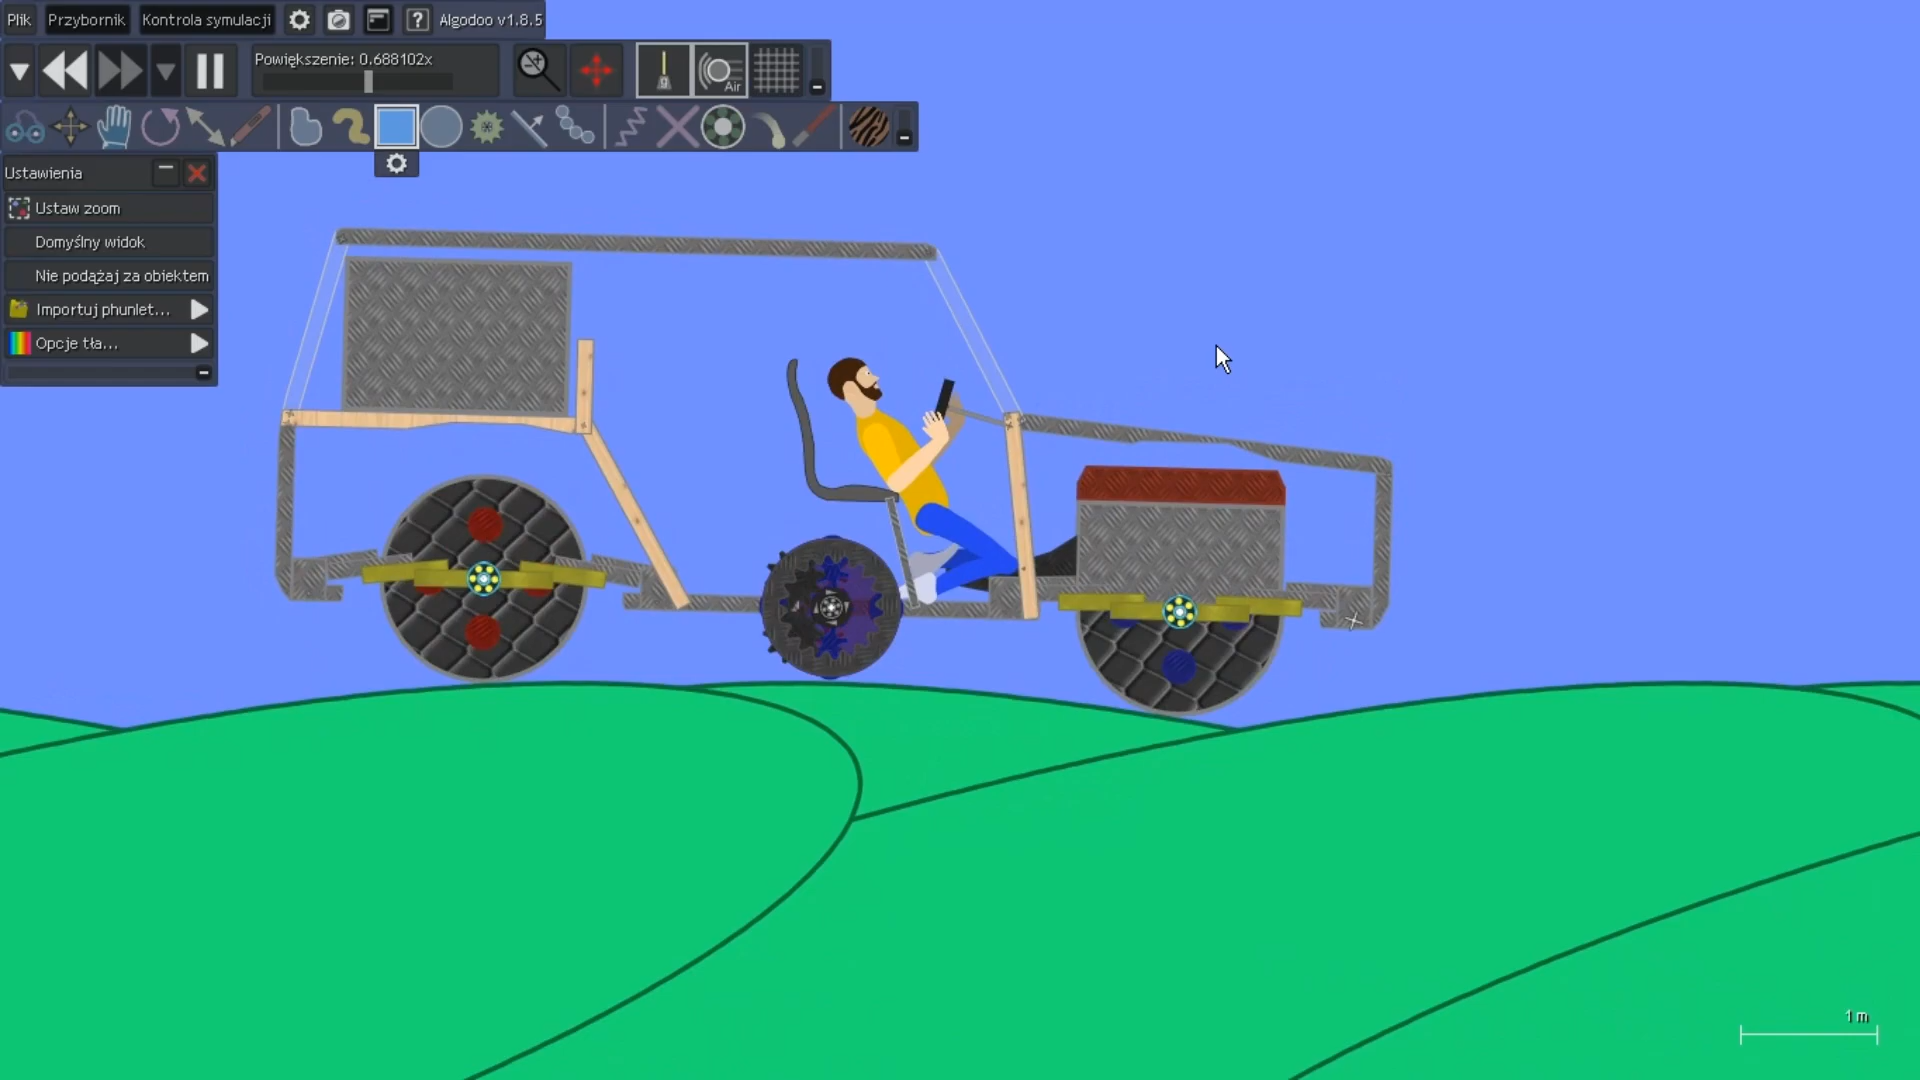 Plik Przybornik Kontrola symulacji ? Algodoo v1.8.5
Powiększenie: 0.688102x
Air
Ustawienia
Ustaw zoom
Domyślny widok
Nie podążaj za obiektem
Importuj phunlet...
Opcje tła...
1 m